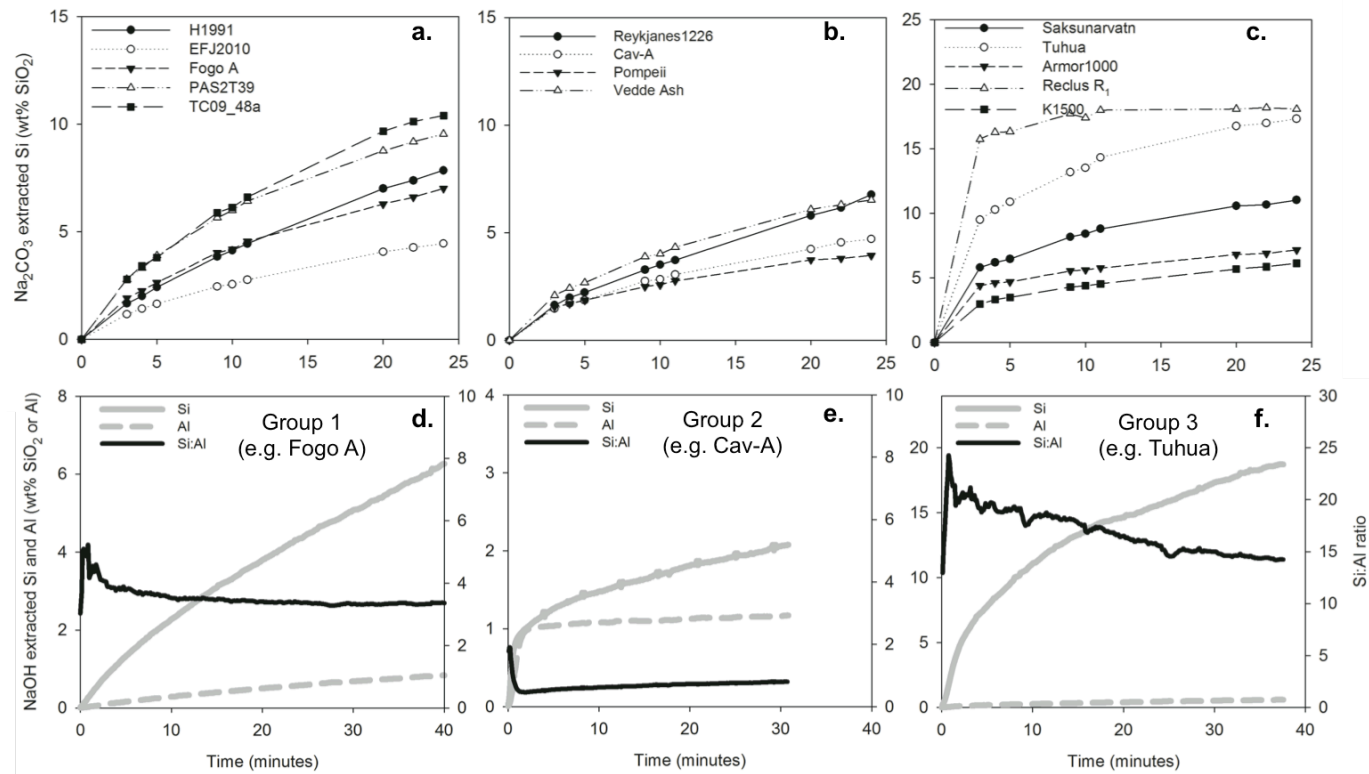 Na2CO3 extracted Si (wt% SiO2)
15
10
5
0
H1991
EFJ2010
Fogo A
PAS2T39
TC09_48a
a.
0 5 10 15 20 25
15
10
5
0
Reykjanes1226
Cav-A
Pompeii
Vedde Ash
b.
0 5 10 15 20 25
25
20
15
10
5
0
Saksunarvatn
Tuhua
Armor1000
Reclus R1
K1500
c.
0 5 10 15 20 25
NaOH extracted Si and Al (wt% SiO2 or Al)
8
6
4
2
0
Si
Al
Si:Al
Group 1
(e.g. Fogo A)
d.
10
8
6
4
2
0
0 10 20 30 40
Time (minutes)
4
3
2
1
0
Si
Al
Si:Al
Group 2
(e.g. Cav-A)
e.
10
8
6
4
2
0
0 10 20 30 40
Time (minutes)
20
15
10
5
0
Si
Al
Si:Al
Group 3
(e.g. Tuhua)
f.
30
25
20
15
10
5
0
0 10 20 30 40
Time (minutes)
Si:Al ratio